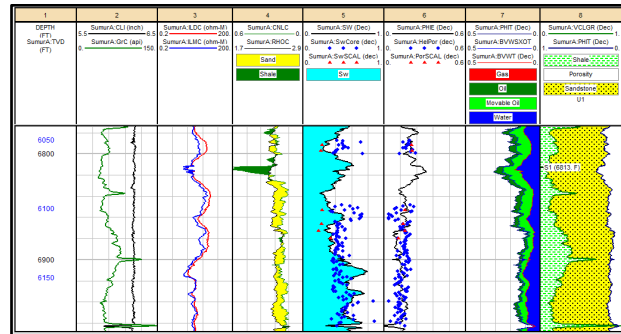 1
2
3
4
5
6
7
8
DEPTH
(FT)
SumurA:TVD
(FT)
SumurA:CLI (inch)
5.5 6.5
SumurA:GrC (api)
0. 150.
SumurA:ILDC (ohm-M)
0.2 200
SumurA:ILMC (ohm-M)
0.2 200
SumurA:CNLC
0.6 0.
SumurA:RHOC
1.7 2.9
Sand
Shale
SumurA:SW (Dec)
0. 1.
SumurA:SwCore (dec)
0. 1.
SumurA:SwSCAL (dec)
0. 1.
Sw
SumurA:PHIE (Dec)
0. 0.6
SumurA:HelPor (Dec)
0. 0.6
SumurA:PorSCAL (dec)
0. 0.6
SumurA:PHIT (Dec)
0.5 0.
SumurA:BVWSXOT
0.5 0.
SumurA:BVWT (Dec)
0.5 0.
Gas
Oil
Movable Oil
Water
SumurA:VCLGR (Dec)
0. 1.
SumurA:PHIT (Dec)
1. 0.
Shale
Porosity
Sandstone
U1
6050
6800
6100
6900
6150
S1 (6813, F)